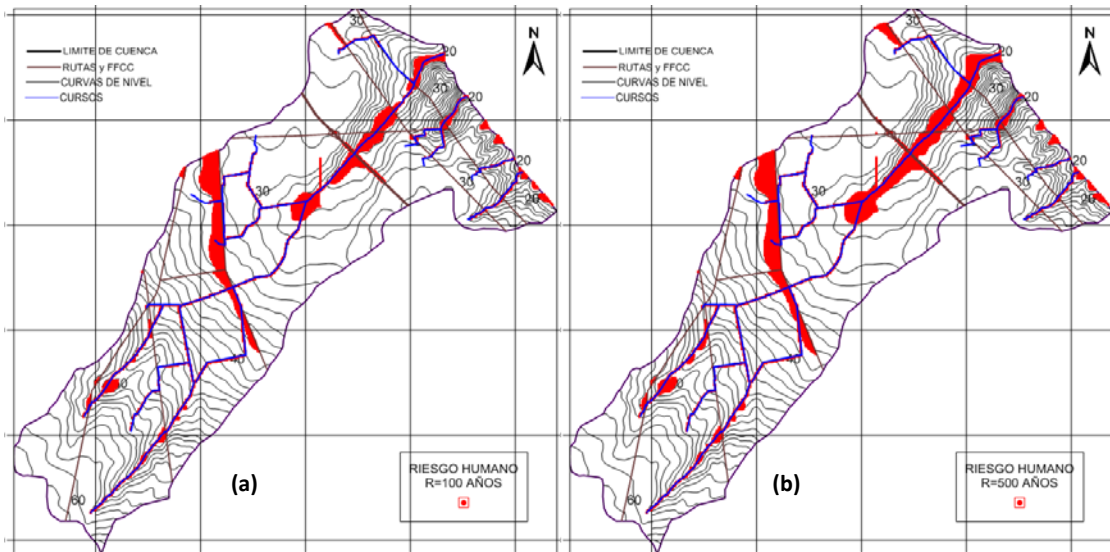 30
N
LIMITE DE CUENCA
RUTAS y FFCC
CURVAS DE NIVEL
CURSOS
20
30
20
20
30
30
20
40
60
(a)
RIESGO HUMANO
R=100 AÑOS
30
N
LIMITE DE CUENCA
RUTAS y FFCC
CURVAS DE NIVEL
CURSOS
20
30
20
20
30
30
20
40
60
(b)
RIESGO HUMANO
R=500 AÑOS